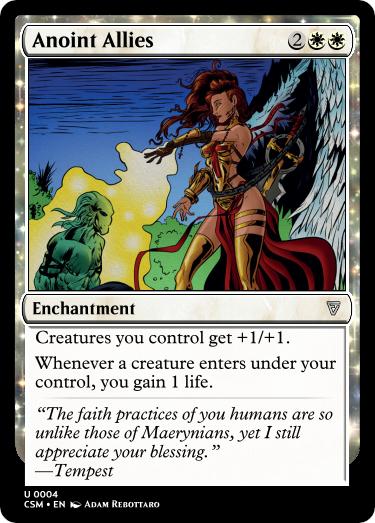 Anoint Allies 2
Enchantment
Creatures you control get +1/+1.
Whenever a creature enters under your
control, you gain 1 life.
“The faith practices of you humans are so
unlike those of Maerynians, yet I still
appreciate your blessing.”
—Tempest
U 0004
CSM • EN Adam Rebottaro